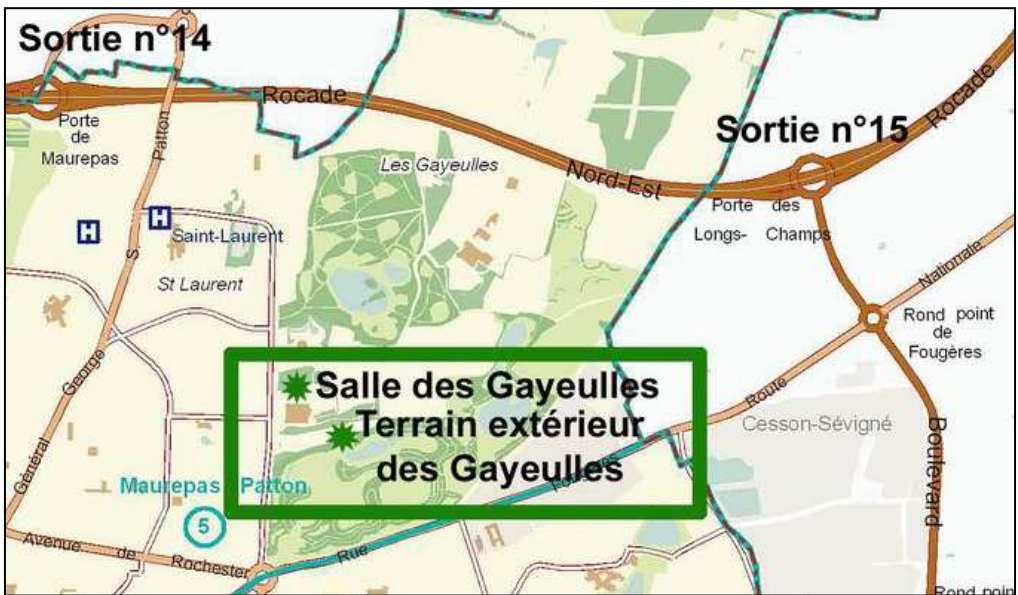 Sortie n°14
Rocade
Porte
de
Maurepas
Patton
Les Gayeulles
Sortie n°15
Rocade
Nord-Est
Porte des
Longs- Champs
H
H
Saint-Laurent
S.
St Laurent
Nationale
Rond point
de
Fougères
George
Route
Salle des Gayeulles
Terrain extérieur
des Gayeulles
Cesson-Sévigné
Boulevard
Général
Maurepas Patton
5
Avenue de Rochester
Rue
Rond point